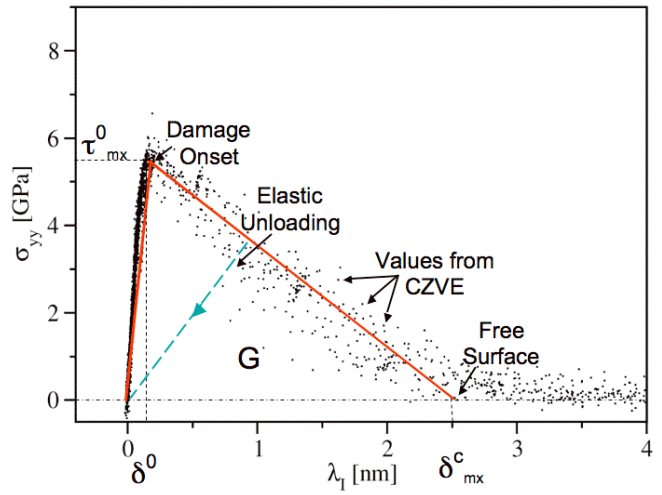 8
6
4
2
0
σyy [GPa]
τ⁰mx
Damage
Onset
Elastic
Unloading
Values from
CZVE
G
Free
Surface
0 1 2 3 4
δ⁰
λI [nm]
δᶜmx